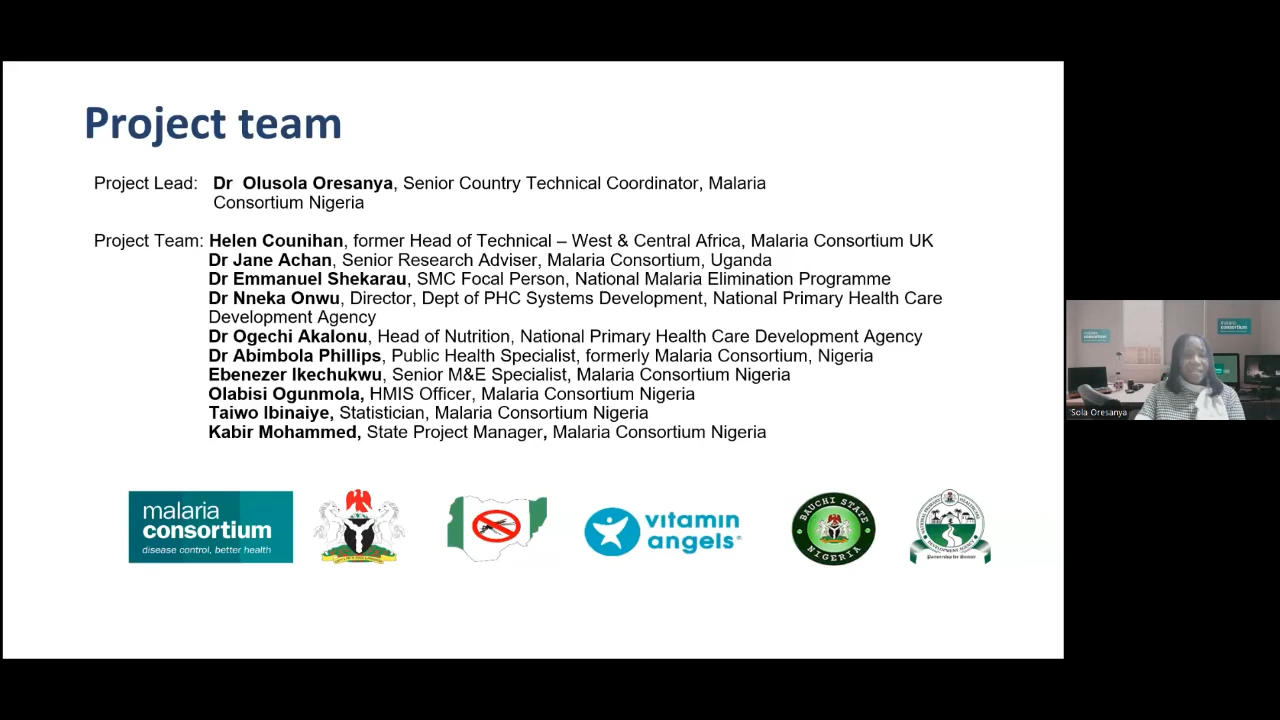 Project team
Project Lead: Dr Olusola Oresanya, Senior Country Technical Coordinator, Malaria
Consortium Nigeria
Project Team: Helen Counihan, former Head of Technical – West & Central Africa, Malaria Consortium UK
Dr Jane Achan, Senior Research Adviser, Malaria Consortium, Uganda
Dr Emmanuel Shekarau, SMC Focal Person, National Malaria Elimination Programme
Dr Nneka Onwu, Director, Dept of PHC Systems Development, National Primary Health Care
Development Agency
Dr Ogechi Akalonu, Head of Nutrition, National Primary Health Care Development Agency
Dr Abimbola Phillips, Public Health Specialist, formerly Malaria Consortium, Nigeria
Ebenezer Ikechukwu, Senior M&E Specialist, Malaria Consortium Nigeria
Olabisi Ogunmola, HMIS Officer, Malaria Consortium Nigeria
Taiwo Ibinaiye, Statistician, Malaria Consortium Nigeria
Kabir Mohammed, State Project Manager, Malaria Consortium Nigeria
malaria
consortium
disease control, better health
vitamin
angels®
BAUCHI STATE
NIGERIA
malaria
consortium
Sola Oresanya